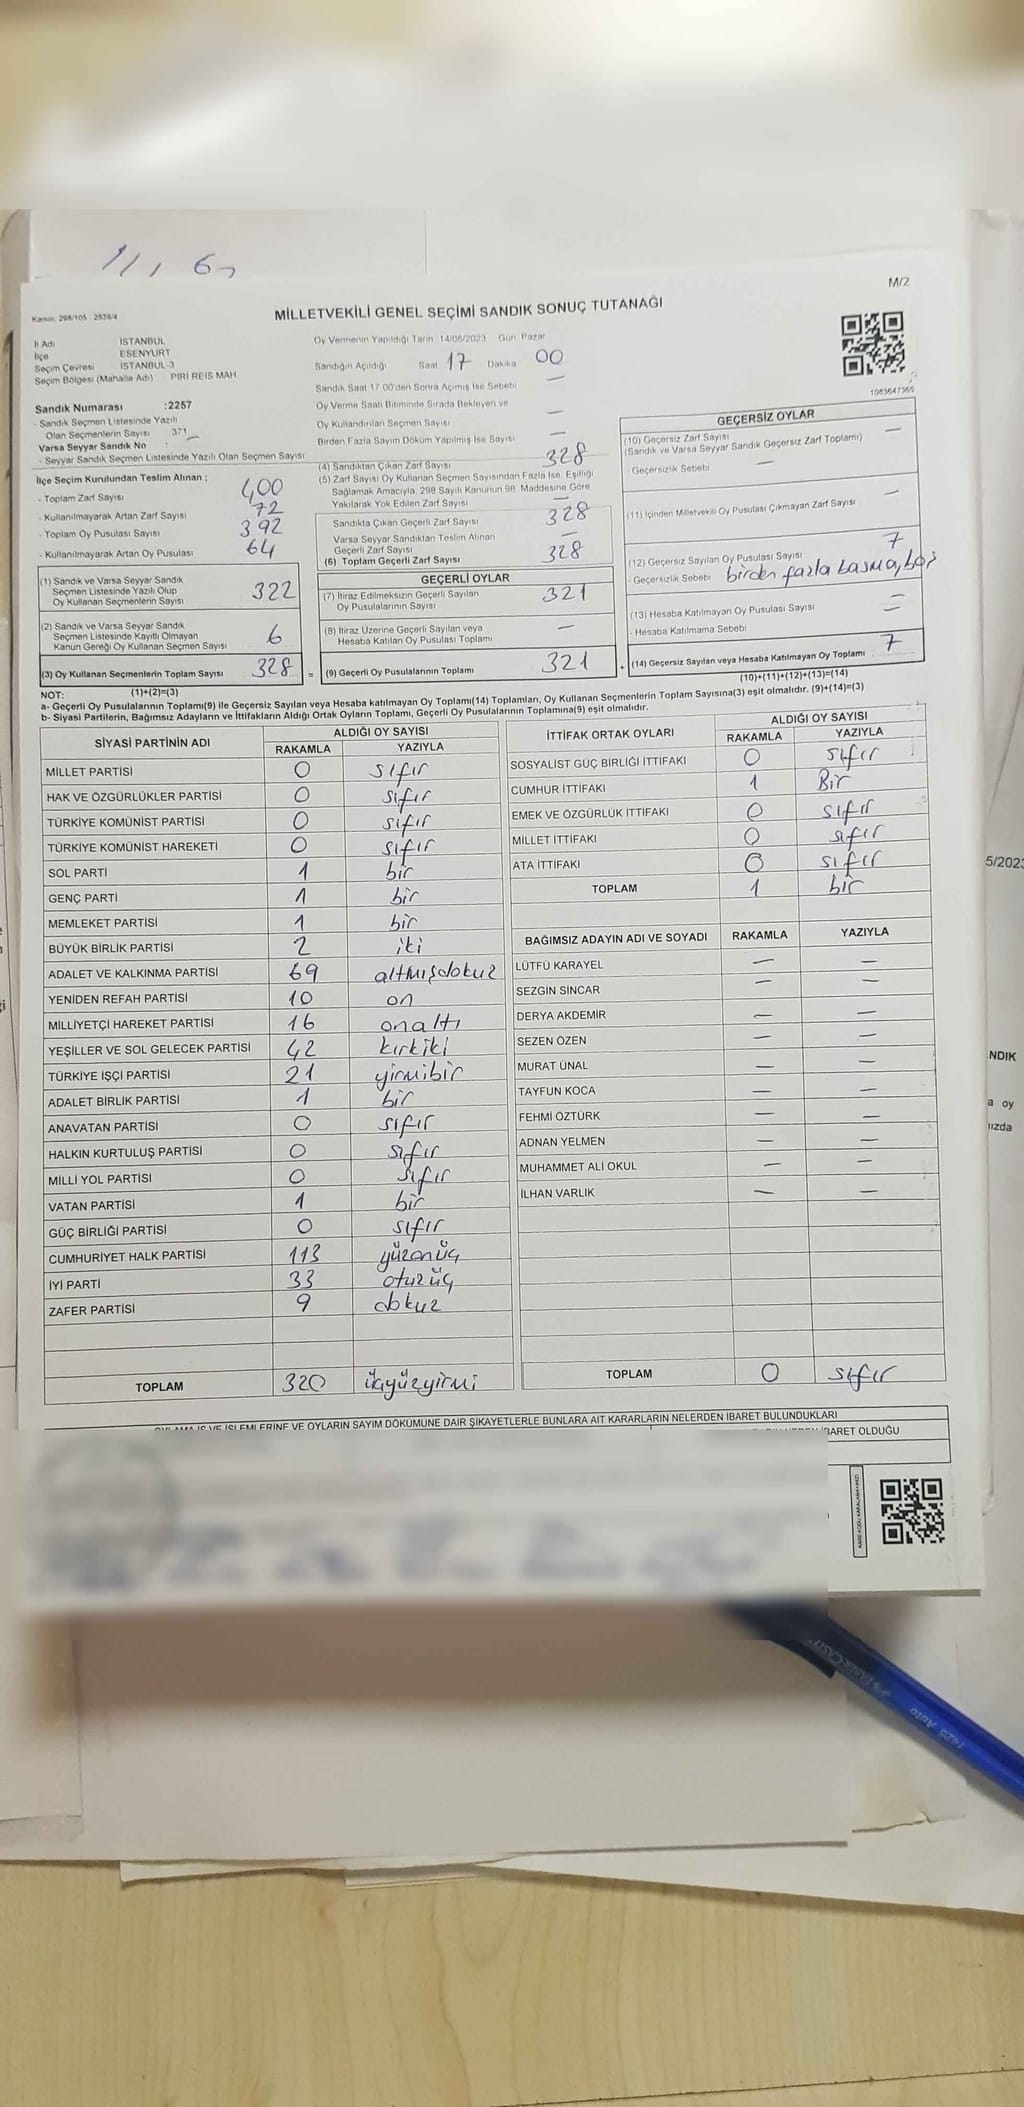 M/2
Kanun: 298/105 : 2839/4
MİLLETVEKİLİ GENEL SEÇİMİ SANDIK SONUÇ TUTANAĞI
1083647365
İl Adı İSTANBUL
İlçe ESENYURT
Seçim Çevresi İSTANBUL-3
Seçim Bölgesi (Mahalle Adı) PİRİ REİS MAH
Sandık Numarası :2257
- Sandık Seçmen Listesinde Yazılı
Olan Seçmenlerin Sayısı 371
Varsa Seyyar Sandık No :
- Seyyar Sandık Seçmen Listesinde Yazılı Olan Seçmen Sayısı
İlçe Seçim Kurulundan Teslim Alınan :
- Toplam Zarf Sayısı 400
- Kullanılmayarak Artan Zarf Sayısı 72
- Toplam Oy Pusulası Sayısı 392
- Kullanılmayarak Artan Oy Pusulası 64
(1) Sandık ve Varsa Seyyar Sandık
Seçmen Listesinde Yazılı Olup
Oy Kullanan Seçmenlerin Sayısı 322
(2) Sandık ve Varsa Seyyar Sandık
Seçmen Listesinde Kayıtlı Olmayan
Kanun Gereği Oy Kullanan Seçmen Sayısı 6
(3) Oy Kullanan Seçmenlerin Toplam Sayısı 328 =
(1)+(2)=(3)
Oy Vermenin Yapıldığı Tarih 14/05/2023 Gün Pazar
Sandığın Açıldığı Saat 17 Dakika 00
Sandık Saat 17:00'den Sonra Açımış İse Sebebi —
Oy Verme Saati Bitiminde Sırada Bekleyen ve
Oy Kullandırılan Seçmen Sayısı —
Birden Fazla Sayım Döküm Yapılmış İse Sayısı —
(4) Sandıktan Çıkan Zarf Sayısı 328
(5) Zarf Sayısı Oy Kullanan Seçmen Sayısından Fazla İse, Eşitliği
Sağlamak Amacıyla; 298 Sayılı Kanunun 98. Maddesine Göre
Yakılarak Yok Edilen Zarf Sayısı —
Sandıkta Çıkan Geçerli Zarf Sayısı 328
Varsa Seyyar Sandıktan Teslim Alınan
Geçerli Zarf Sayısı —
(6) Toplam Geçerli Zarf Sayısı 328
GEÇERLİ OYLAR
(7) İtiraz Edilmeksizin Geçerli Sayılan
Oy Pusulalarının Sayısı 321
(8) İtiraz Üzerine Geçerli Sayılan veya
Hesaba Katılan Oy Pusulası Toplamı —
(9) Geçerli Oy Pusulalarının Toplamı 321 +
GEÇERSİZ OYLAR
(10) Geçersiz Zarf Sayısı —
(Sandık ve Varsa Seyyar Sandık Geçersiz Zarf Toplamı)
- Geçersizlik Sebebi —
(11) İçinden Milletvekili Oy Pusulası Çıkmayan Zarf Sayısı —
(12) Geçersiz Sayılan Oy Pusulası Sayısı 7
- Geçersizlik Sebebi birden fazla basma,
(13) Hesaba Katılmayan Oy Pusulası Sayısı —
- Hesaba Katılmama Sebebi —
(14) Geçersiz Sayılan veya Hesaba Katılmayan Oy Toplamı 7
(10)+(11)+(12)+(13)=(14)
NOT:
a- Geçerli Oy Pusulalarının Toplamı(9) ile Geçersiz Sayılan veya Hesaba katılmayan Oy Toplamı(14) Toplamları, Oy Kullanan Seçmenlerin Toplam Sayısına(3) eşit olmalıdır. (9)+(14)=(3)
b- Siyasi Partilerin, Bağımsız Adayların ve İttifakların Aldığı Ortak Oyların Toplamı, Geçerli Oy Pusulalarının Toplamına(9) eşit olmalıdır.
SİYASİ PARTİNİN ADI ALDIĞI OY SAYISI
RAKAMLA YAZIYLA
MİLLET PARTİSİ 0 sıfır
HAK VE ÖZGÜRLÜKLER PARTİSİ 0 sıfır
TÜRKİYE KOMÜNİST PARTİSİ 0 sıfır
TÜRKİYE KOMÜNİST HAREKETİ 0 sıfır
SOL PARTİ 1 bir
GENÇ PARTİ 1 bir
MEMLEKET PARTİSİ 1 bir
BÜYÜK BİRLİK PARTİSİ 2 iki
ADALET VE KALKINMA PARTİSİ 69 altmışdokuz
YENİDEN REFAH PARTİSİ 10 on
MİLLİYETÇİ HAREKET PARTİSİ 16 onaltı
YEŞİLLER VE SOL GELECEK PARTİSİ 42 kırkiki
TÜRKİYE İŞÇİ PARTİSİ 21 yirmibir
ADALET BİRLİK PARTİSİ 1 bir
ANAVATAN PARTİSİ 0 sıfır
HALKIN KURTULUŞ PARTİSİ 0 sıfır
MİLLİ YOL PARTİSİ 0 sıfır
VATAN PARTİSİ 1 bir
GÜÇ BİRLİĞİ PARTİSİ 0 sıfır
CUMHURİYET HALK PARTİSİ 113 yüzonüç
İYİ PARTİ 33 otuzüç
ZAFER PARTİSİ 9 dokuz
TOPLAM 320 üçyüzyirmi
İTTİFAK ORTAK OYLARI ALDIĞI OY SAYISI
RAKAMLA YAZIYLA
SOSYALİST GÜÇ BİRLİĞİ İTTİFAKI 0 sıfır
CUMHUR İTTİFAKI 1 Bir
EMEK VE ÖZGÜRLÜK İTTİFAKI 0 sıfır
MİLLET İTTİFAKI 0 sıfır
ATA İTTİFAKI 0 sıfır
TOPLAM 1 bir
BAĞIMSIZ ADAYIN ADI VE SOYADI RAKAMLA YAZIYLA
LÜTFÜ KARAYEL — —
SEZGİN SİNCAR — —
DERYA AKDEMİR — —
SEZEN ÖZEN — —
MURAT ÜNAL — —
TAYFUN KOCA — —
FEHMİ ÖZTÜRK — —
ADNAN YELMEN — —
MUHAMMET ALİ OKUL — —
İLHAN VARLIK — —
TOPLAM 0 sıfır
OYLAMA İŞ VE İŞLEMLERİNE VE OYLARIN SAYIM DÖKÜMÜNE DAİR ŞİKAYETLERLE BUNLARA AİT KARARLARIN NELERDEN İBARET BULUNDUKLARI
İBARET OLDUĞU
KARE KODU KARALAMAYINIZ!
5/2023
NDIK
a oy
ızda
FABER-CASTELL
1425 Auto